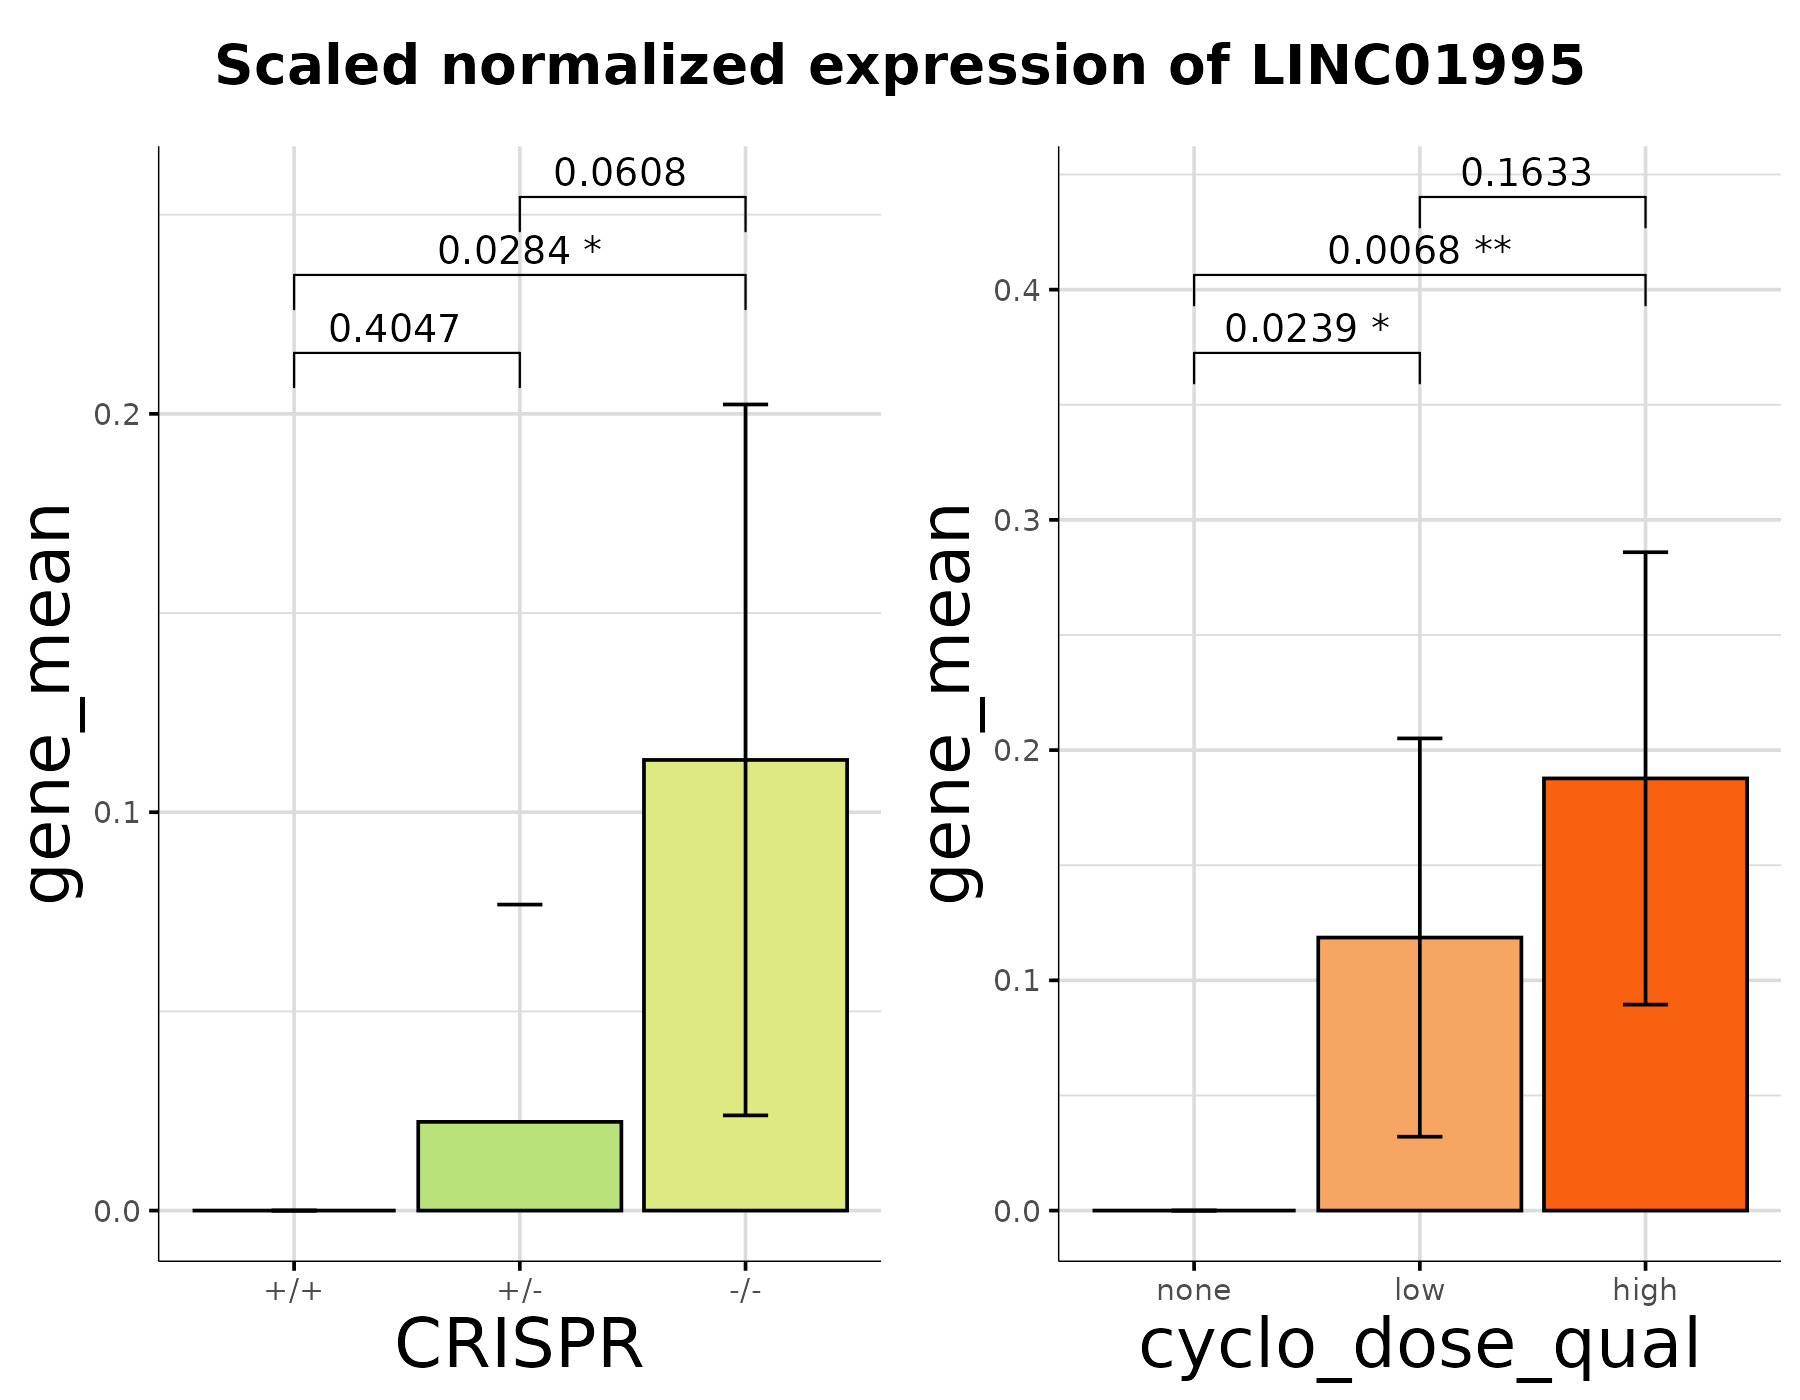 Scaled normalized expression of LINC01995
0.0608
0.0284 *
0.4047
0.2
0.1
0.0
gene_mean
+/+ +/- -/-
CRISPR
0.1633
0.0068 **
0.0239 *
0.4
0.3
0.2
0.1
0.0
gene_mean
none low high
cyclo_dose_qual